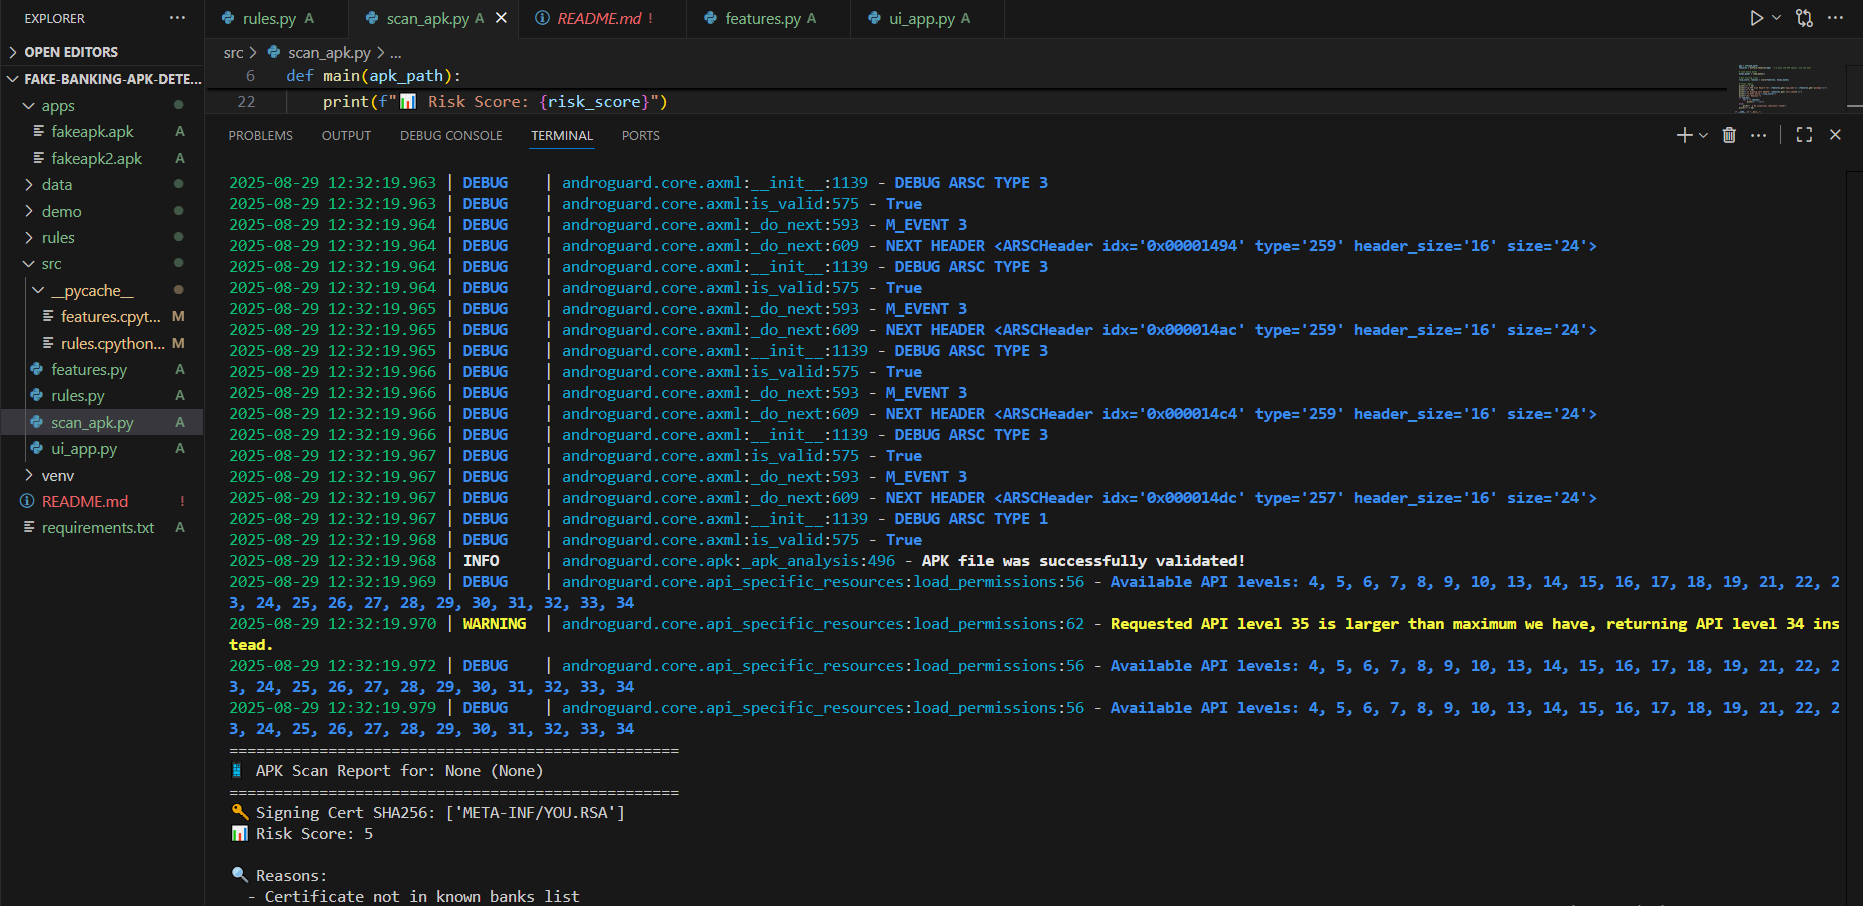 EXPLORER
OPEN EDITORS
FAKE-BANKING-APK-DETE...
apps
fakeapk.apk A
fakeapk2.apk A
data
demo
rules
src
__pycache__
features.cpyt... M
rules.cpython... M
features.py A
rules.py A
scan_apk.py A
ui_app.py A
venv
README.md !
requirements.txt A
rules.py A
scan_apk.py A
README.md !
features.py A
ui_app.py A
src > scan_apk.py > ...
6 def main(apk_path):
22 print(f"📊 Risk Score: {risk_score}")
PROBLEMS OUTPUT DEBUG CONSOLE TERMINAL PORTS
2025-08-29 12:32:19.963 | DEBUG | androguard.core.axml:__init__:1139 - DEBUG ARSC TYPE 3
2025-08-29 12:32:19.963 | DEBUG | androguard.core.axml:is_valid:575 - True
2025-08-29 12:32:19.964 | DEBUG | androguard.core.axml:_do_next:593 - M_EVENT 3
2025-08-29 12:32:19.964 | DEBUG | androguard.core.axml:_do_next:609 - NEXT HEADER <ARSCHeader idx='0x00001494' type='259' header_size='16' size='24'>
2025-08-29 12:32:19.964 | DEBUG | androguard.core.axml:__init__:1139 - DEBUG ARSC TYPE 3
2025-08-29 12:32:19.964 | DEBUG | androguard.core.axml:is_valid:575 - True
2025-08-29 12:32:19.965 | DEBUG | androguard.core.axml:_do_next:593 - M_EVENT 3
2025-08-29 12:32:19.965 | DEBUG | androguard.core.axml:_do_next:609 - NEXT HEADER <ARSCHeader idx='0x000014ac' type='259' header_size='16' size='24'>
2025-08-29 12:32:19.965 | DEBUG | androguard.core.axml:__init__:1139 - DEBUG ARSC TYPE 3
2025-08-29 12:32:19.966 | DEBUG | androguard.core.axml:is_valid:575 - True
2025-08-29 12:32:19.966 | DEBUG | androguard.core.axml:_do_next:593 - M_EVENT 3
2025-08-29 12:32:19.966 | DEBUG | androguard.core.axml:_do_next:609 - NEXT HEADER <ARSCHeader idx='0x000014c4' type='259' header_size='16' size='24'>
2025-08-29 12:32:19.966 | DEBUG | androguard.core.axml:__init__:1139 - DEBUG ARSC TYPE 3
2025-08-29 12:32:19.967 | DEBUG | androguard.core.axml:is_valid:575 - True
2025-08-29 12:32:19.967 | DEBUG | androguard.core.axml:_do_next:593 - M_EVENT 3
2025-08-29 12:32:19.967 | DEBUG | androguard.core.axml:_do_next:609 - NEXT HEADER <ARSCHeader idx='0x000014dc' type='257' header_size='16' size='24'>
2025-08-29 12:32:19.967 | DEBUG | androguard.core.axml:__init__:1139 - DEBUG ARSC TYPE 1
2025-08-29 12:32:19.968 | DEBUG | androguard.core.axml:is_valid:575 - True
2025-08-29 12:32:19.968 | INFO | androguard.core.apk:_apk_analysis:496 - APK file was successfully validated!
2025-08-29 12:32:19.969 | DEBUG | androguard.core.api_specific_resources:load_permissions:56 - Available API levels: 4, 5, 6, 7, 8, 9, 10, 13, 14, 15, 16, 17, 18, 19, 21, 22, 2
3, 24, 25, 26, 27, 28, 29, 30, 31, 32, 33, 34
2025-08-29 12:32:19.970 | WARNING | androguard.core.api_specific_resources:load_permissions:62 - Requested API level 35 is larger than maximum we have, returning API level 34 ins
tead.
2025-08-29 12:32:19.972 | DEBUG | androguard.core.api_specific_resources:load_permissions:56 - Available API levels: 4, 5, 6, 7, 8, 9, 10, 13, 14, 15, 16, 17, 18, 19, 21, 22, 2
3, 24, 25, 26, 27, 28, 29, 30, 31, 32, 33, 34
2025-08-29 12:32:19.979 | DEBUG | androguard.core.api_specific_resources:load_permissions:56 - Available API levels: 4, 5, 6, 7, 8, 9, 10, 13, 14, 15, 16, 17, 18, 19, 21, 22, 2
3, 24, 25, 26, 27, 28, 29, 30, 31, 32, 33, 34
==================================================
📱 APK Scan Report for: None (None)
==================================================
🔑 Signing Cert SHA256: ['META-INF/YOU.RSA']
📊 Risk Score: 5
🔍 Reasons:
- Certificate not in known banks list